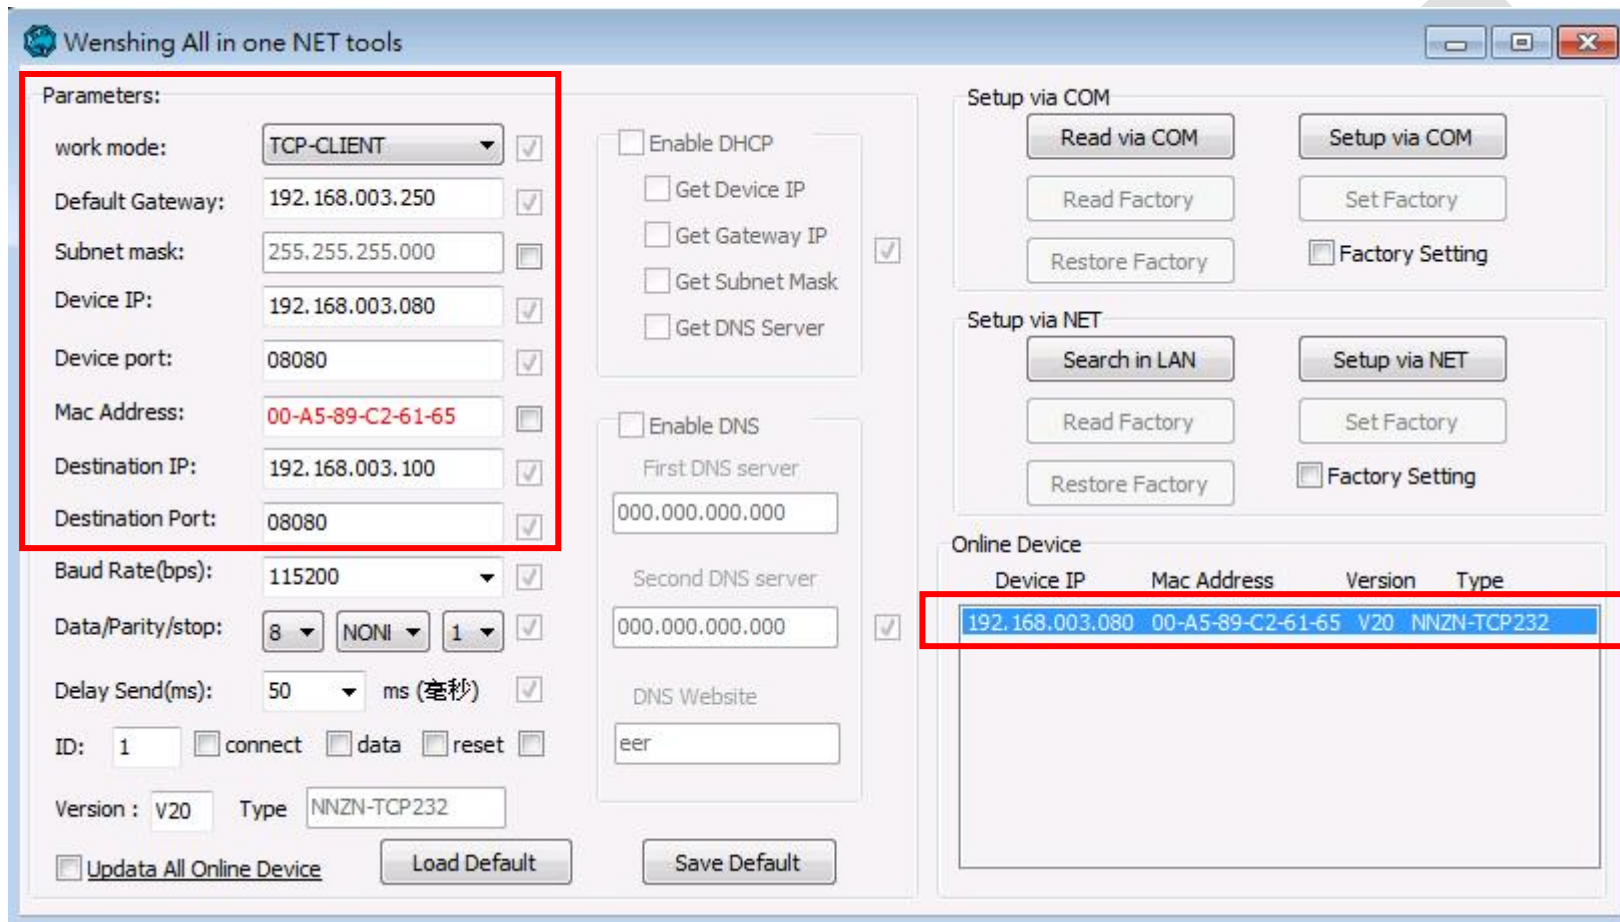 Wenshing All in one NET tools
Parameters:
work mode: TCP-CLIENT
Default Gateway: 192.168.003.250
Subnet mask: 255.255.255.000
Device IP: 192.168.003.080
Device port: 08080
Mac Address: 00-A5-89-C2-61-65
Destination IP: 192.168.003.100
Destination Port: 08080
Baud Rate(bps): 115200
Data/Parity/stop: 8 NONI 1
Delay Send(ms): 50 ms (毫秒)
ID: 1 connect data reset
Version : V20 Type NNZN-TCP232
Updata All Online Device Load Default Save Default
Enable DHCP
Get Device IP
Get Gateway IP
Get Subnet Mask
Get DNS Server
Enable DNS
First DNS server
000.000.000.000
Second DNS server
000.000.000.000
DNS Website
eer
Setup via COM
Read via COM Setup via COM
Read Factory Set Factory
Restore Factory Factory Setting
Setup via NET
Search in LAN Setup via NET
Read Factory Set Factory
Restore Factory Factory Setting
Online Device
Device IP Mac Address Version Type
192.168.003.080 00-A5-89-C2-61-65 V20 NNZN-TCP232